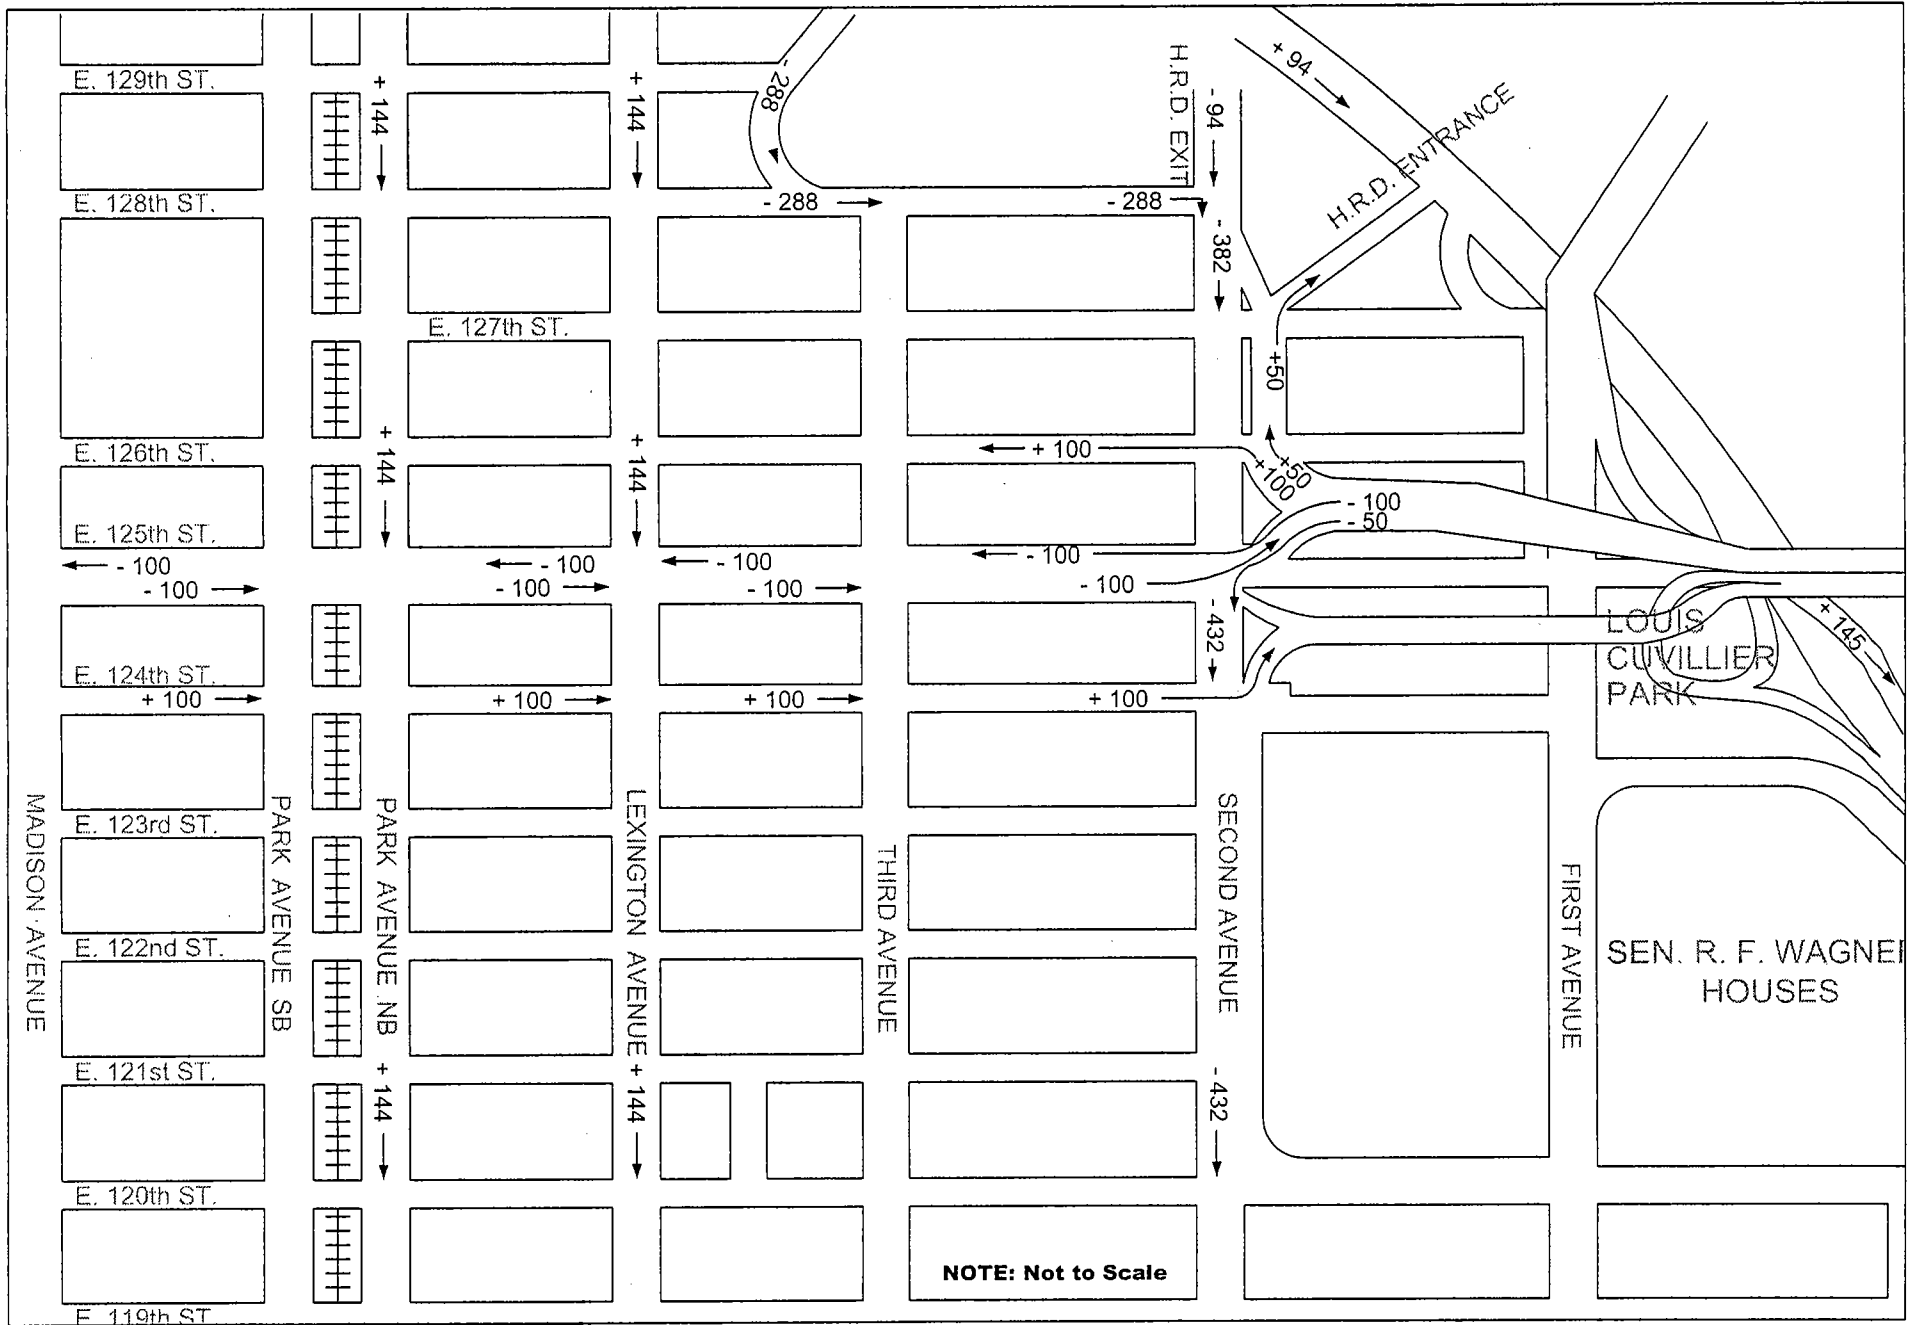 E. 129th ST.
+ 144
+ 144
- 288
H.R.D. EXIT
- 94
+ 94
H.R.D. ENTRANCE
E. 128th ST.
- 288
- 288
- 382
E. 127th ST.
+50
E. 126th ST.
+ 144
+ 144
+ 100
+50
+100
- 100
- 50
E. 125th ST.
- 100
- 100
- 100
- 100
- 100
- 100
- 100
- 100
- 432
+ 145
LOUIS
CUVILLIER
PARK
E. 124th ST.
+ 100
+ 100
+ 100
+ 100
E. 123rd ST.
MADISON AVENUE
PARK AVENUE SB
PARK AVENUE NB
LEXINGTON AVENUE
THIRD AVENUE
SECOND AVENUE
FIRST AVENUE
E. 122nd ST.
SEN. R. F. WAGNER
HOUSES
E. 121st ST.
+ 144
+ 144
- 432
E. 120th ST.
NOTE: Not to Scale
E. 119th ST.